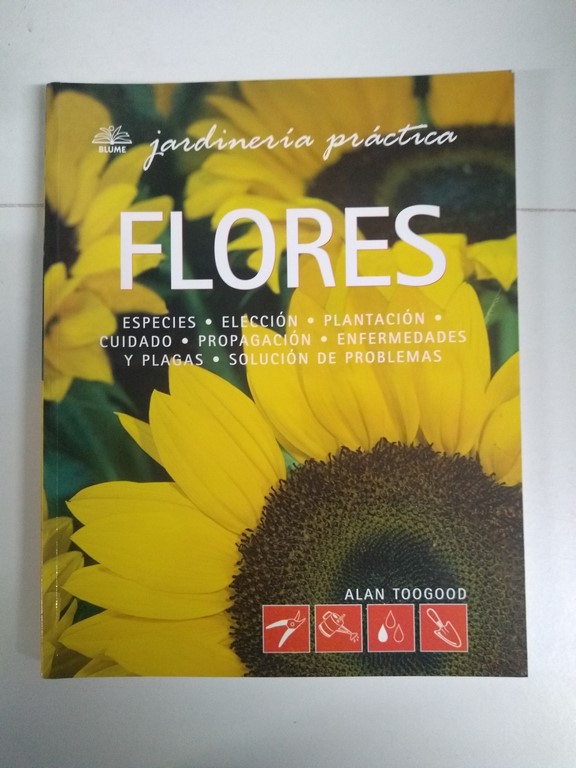 BLUME
jardinería práctica
FLORES
ESPECIES • ELECCIÓN • PLANTACIÓN •
CUIDADO • PROPAGACIÓN • ENFERMEDADES
Y PLAGAS • SOLUCIÓN DE PROBLEMAS
ALAN TOOGOOD